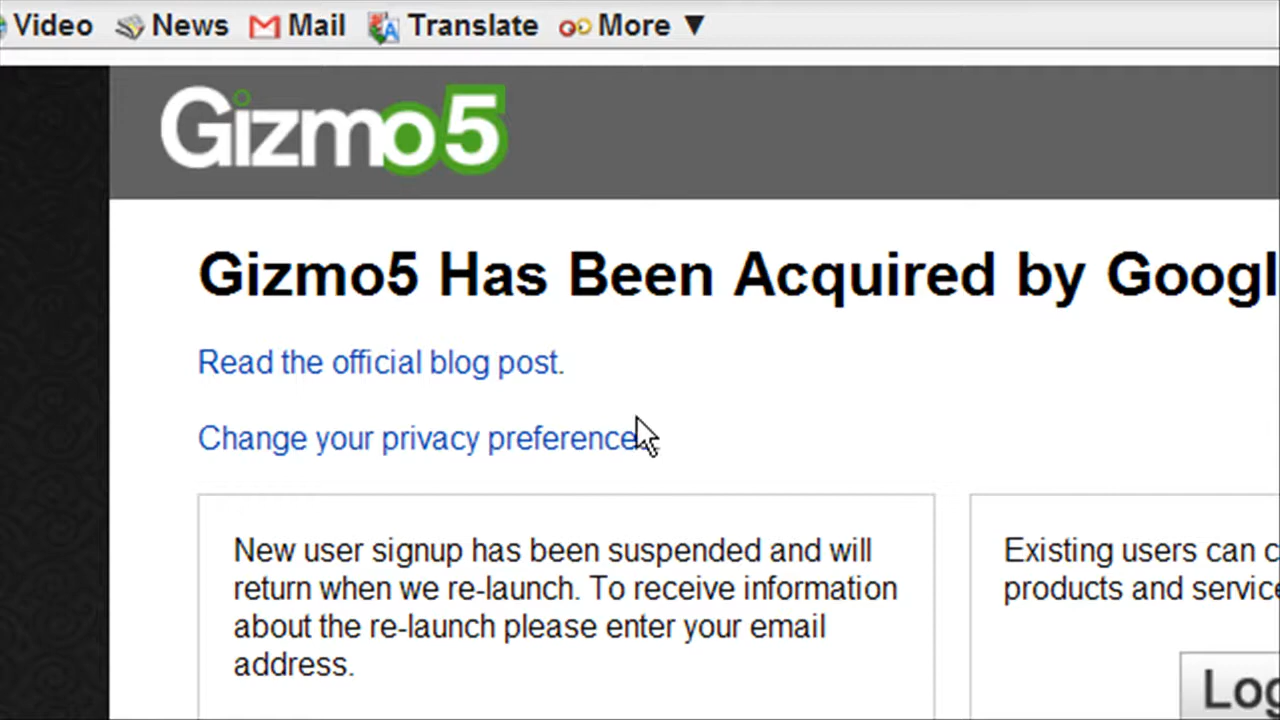 Video News Mail Translate More ▼
Gizmo5
Gizmo5 Has Been Acquired by Googl
Read the official blog post.
Change your privacy preference
New user signup has been suspended and will
return when we re-launch. To receive information
about the re-launch please enter your email
address.
Existing users can c
products and service
Log